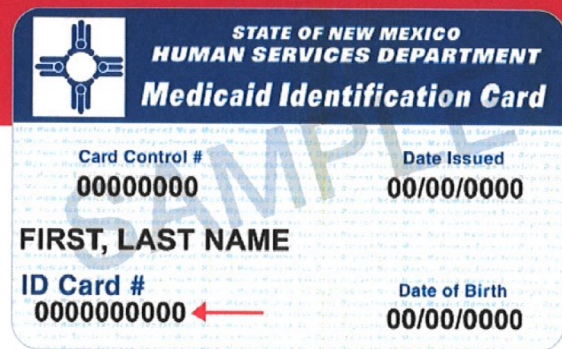 STATE OF NEW MEXICO
HUMAN SERVICES DEPARTMENT
Medicaid Identification Card
Card Control #
Date Issued
00000000
00/00/0000
SAMPLE
FIRST, LAST NAME
ID Card #
Date of Birth
0000000000
00/00/0000